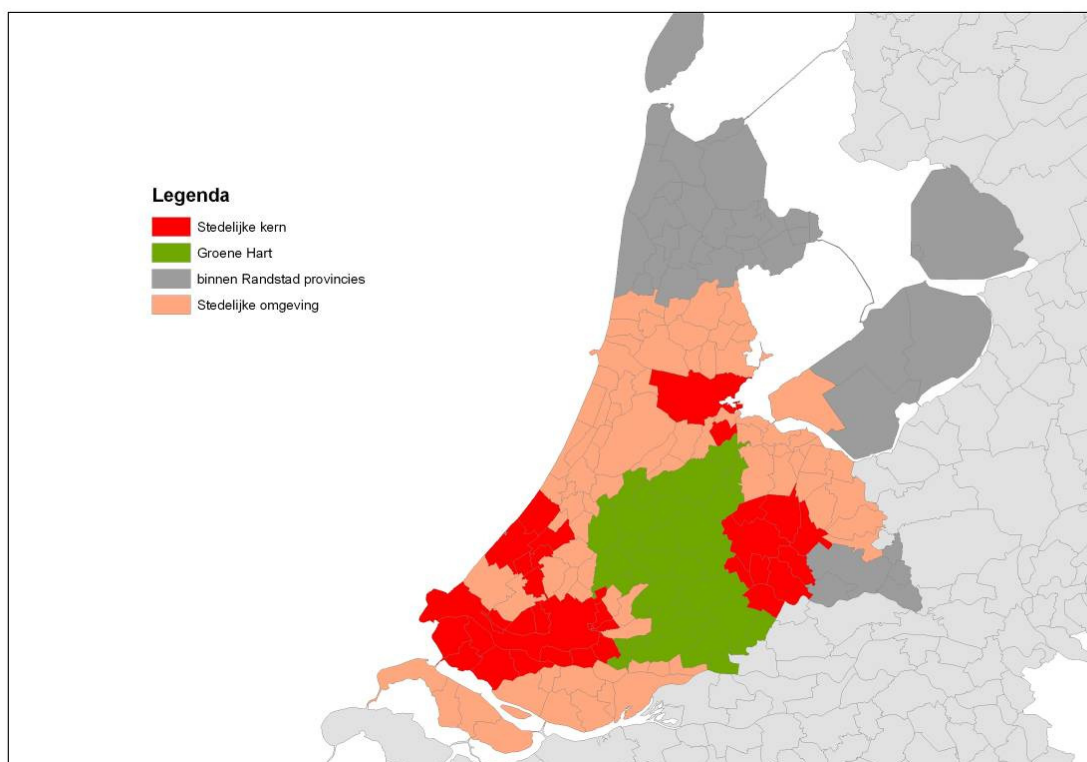 Legenda
Stedelijke kern
Groene Hart
binnen Randstad provincies
Stedelijke omgeving